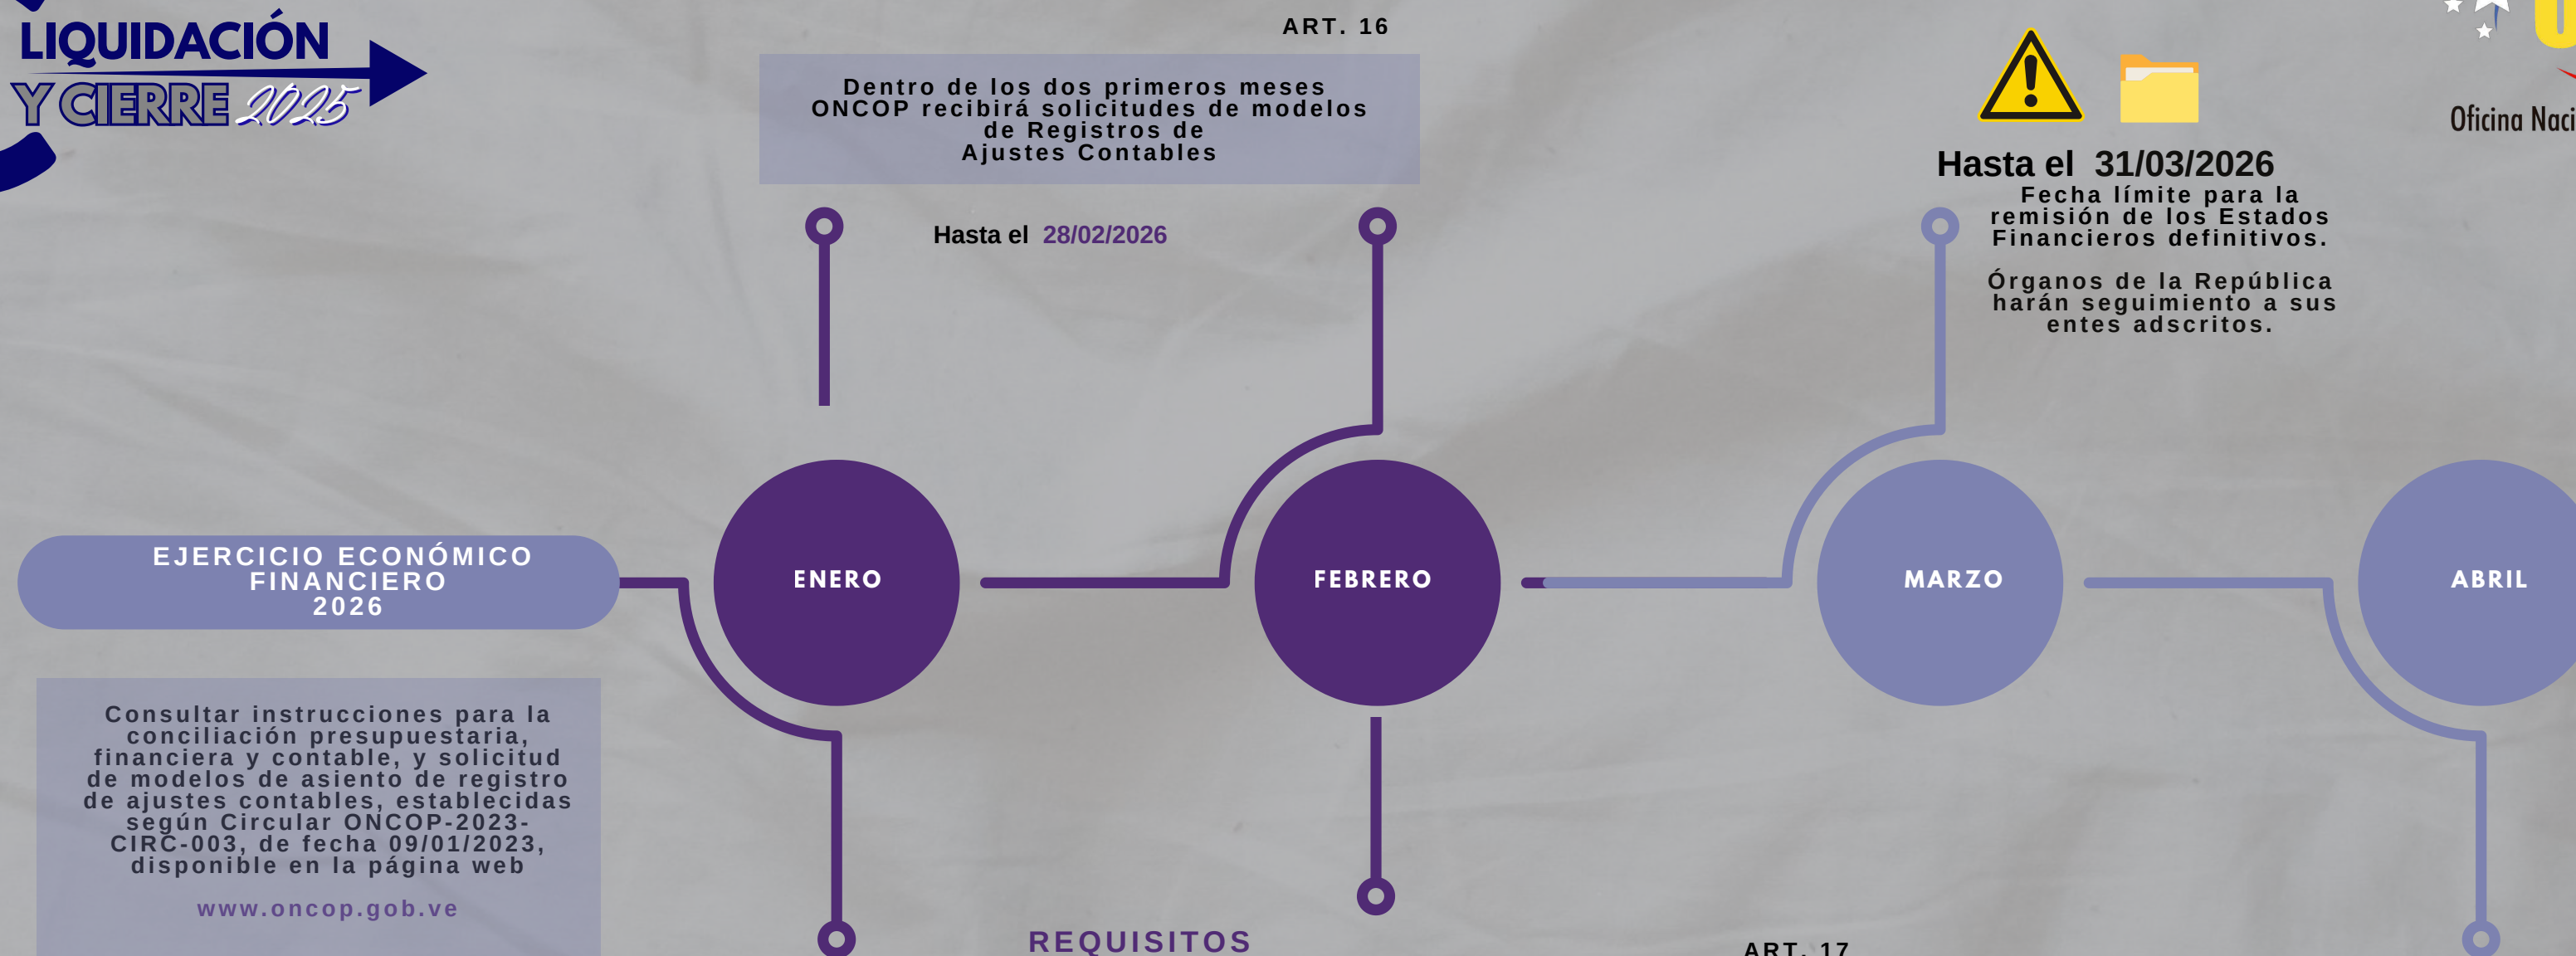 LIQUIDACIÓN
Y CIERRE 2025
ART. 16
Dentro de los dos primeros meses
ONCOP recibirá solicitudes de modelos
de Registros de
Ajustes Contables
Hasta el 28/02/2026
Hasta el 31/03/2026
Fecha límite para la
remisión de los Estados
Financieros definitivos.
Órganos de la República
harán seguimiento a sus
entes adscritos.
Oficina Naci
EJERCICIO ECONÓMICO
FINANCIERO
2026
ENERO
FEBRERO
MARZO
ABRIL
Consultar instrucciones para la
conciliación presupuestaria,
financiera y contable, y solicitud
de modelos de asiento de registro
de ajustes contables, establecidas
según Circular ONCOP-2023-
CIRC-003, de fecha 09/01/2023,
disponible en la página web
www.oncop.gob.ve
REQUISITOS
ART. 17